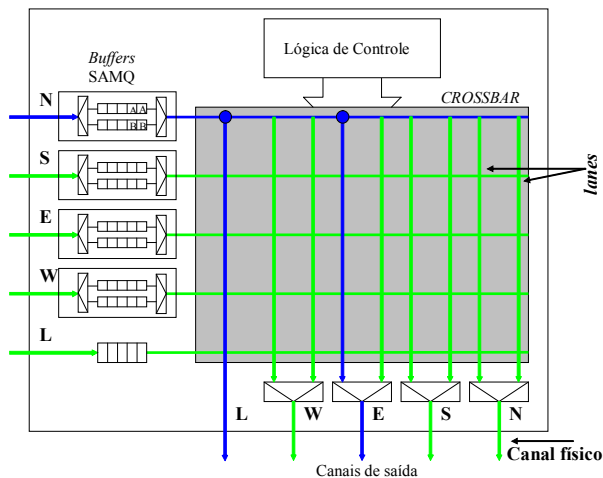 Buffers
SAMQ
Lógica de Controle
CROSSBAR
N
A A
B B
S
E
W
L
lanes
L W E S N
Canal físico
Canais de saída